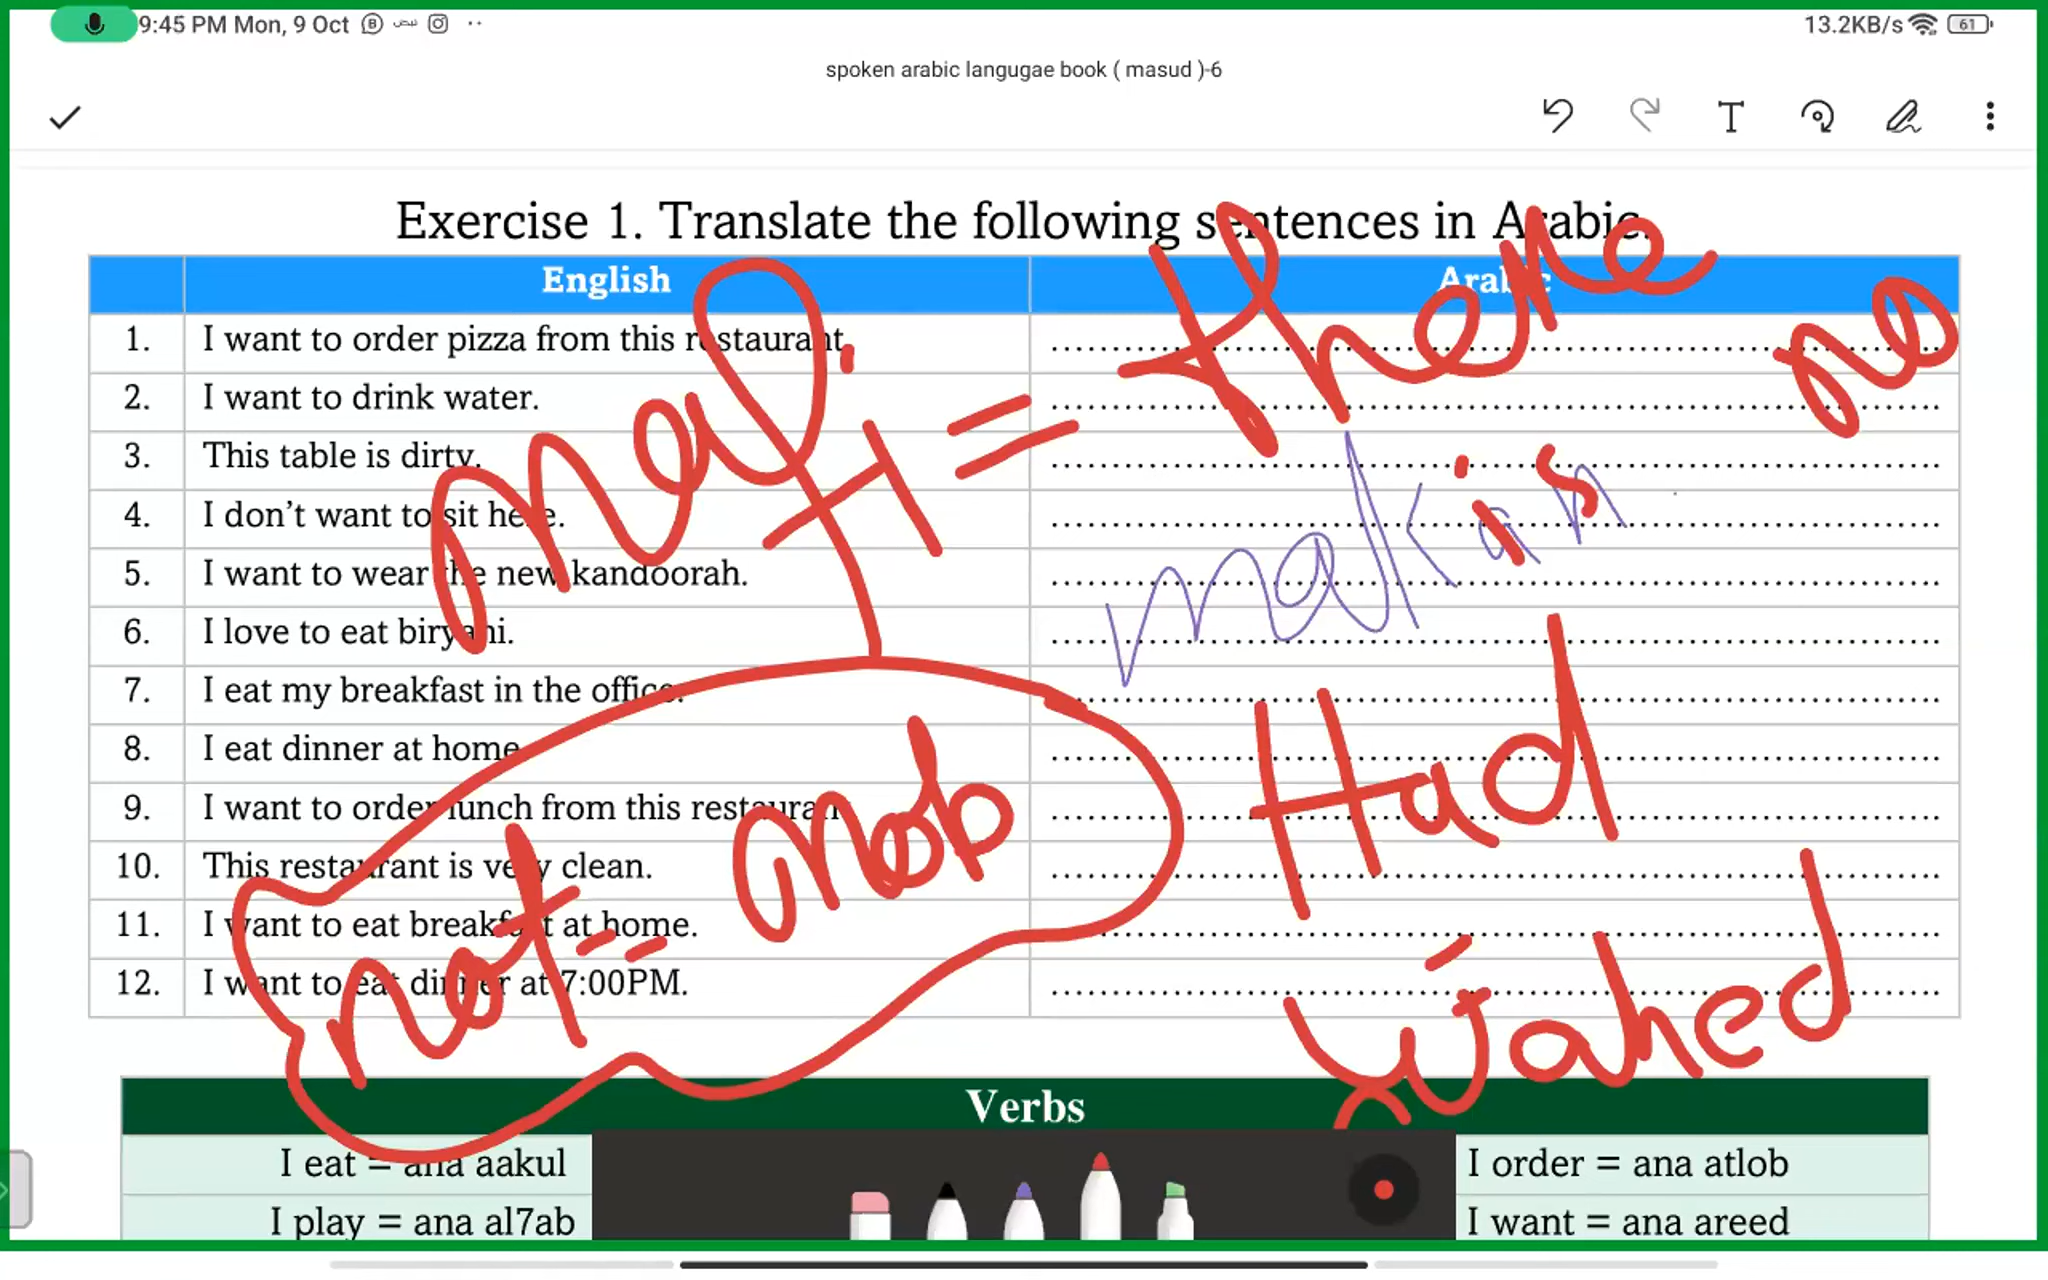 9:45 PM Mon, 9 Oct
13.2KB/s
61
spoken arabic langugae book ( masud )-6
Exercise 1. Translate the following sentences in Arabic.
English Arabic
1. I want to order pizza from this restaurant.
2. I want to drink water.
3. This table is dirty.
4. I don’t want to sit here.
5. I want to wear the new kandoorah.
6. I love to eat biryani.
7. I eat my breakfast in the office.
8. I eat dinner at home.
9. I want to order lunch from this restaurant.
10. This restaurant is very clean.
11. I want to eat breakfast at home.
12. I want to eat dinner at 7:00PM.
mafi = there is no
makan
Had
wahed
not = mob
Verbs
I eat = ana aakul
I order = ana atlob
I play = ana al7ab
I want = ana areed